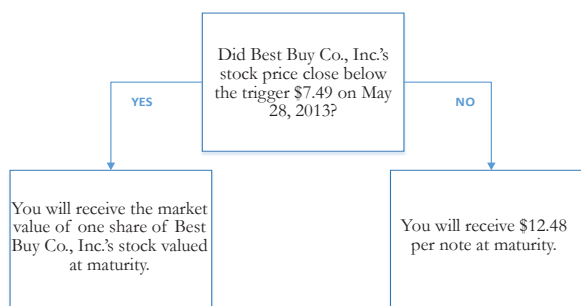 Did Best Buy Co., Inc.'s
stock price close below
the trigger $7.49 on May
28, 2013?
YES
NO
You will receive the market
value of one share of Best
Buy Co., Inc.'s stock valued
at maturity.
You will receive $12.48
per note at maturity.